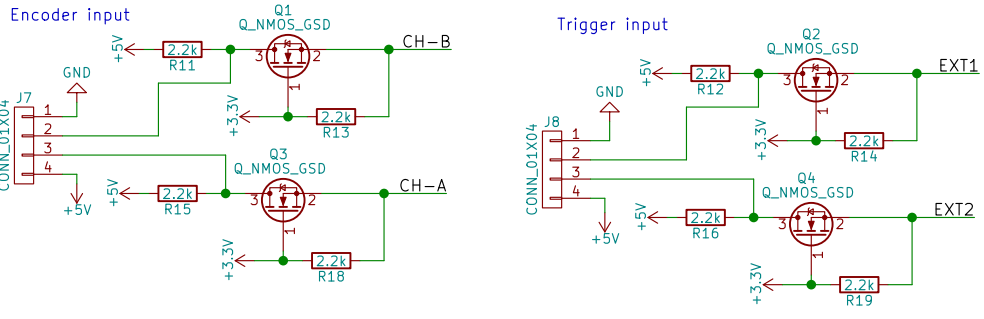 Encoder input
Q1
Q_NMOS_GSD
+5V
2.2k
R11
3
2
1
CH-B
GND
+3.3V
2.2k
R13
J7
CONN_01X04
1
2
3
4
+5V
Q3
Q_NMOS_GSD
+5V
2.2k
R15
3
2
1
CH-A
+3.3V
2.2k
R18
Trigger input
Q2
Q_NMOS_GSD
+5V
2.2k
R12
3
2
1
EXT1
GND
+3.3V
2.2k
R14
J8
CONN_01X04
1
2
3
4
+5V
Q4
Q_NMOS_GSD
+5V
2.2k
R16
3
2
1
EXT2
+3.3V
2.2k
R19